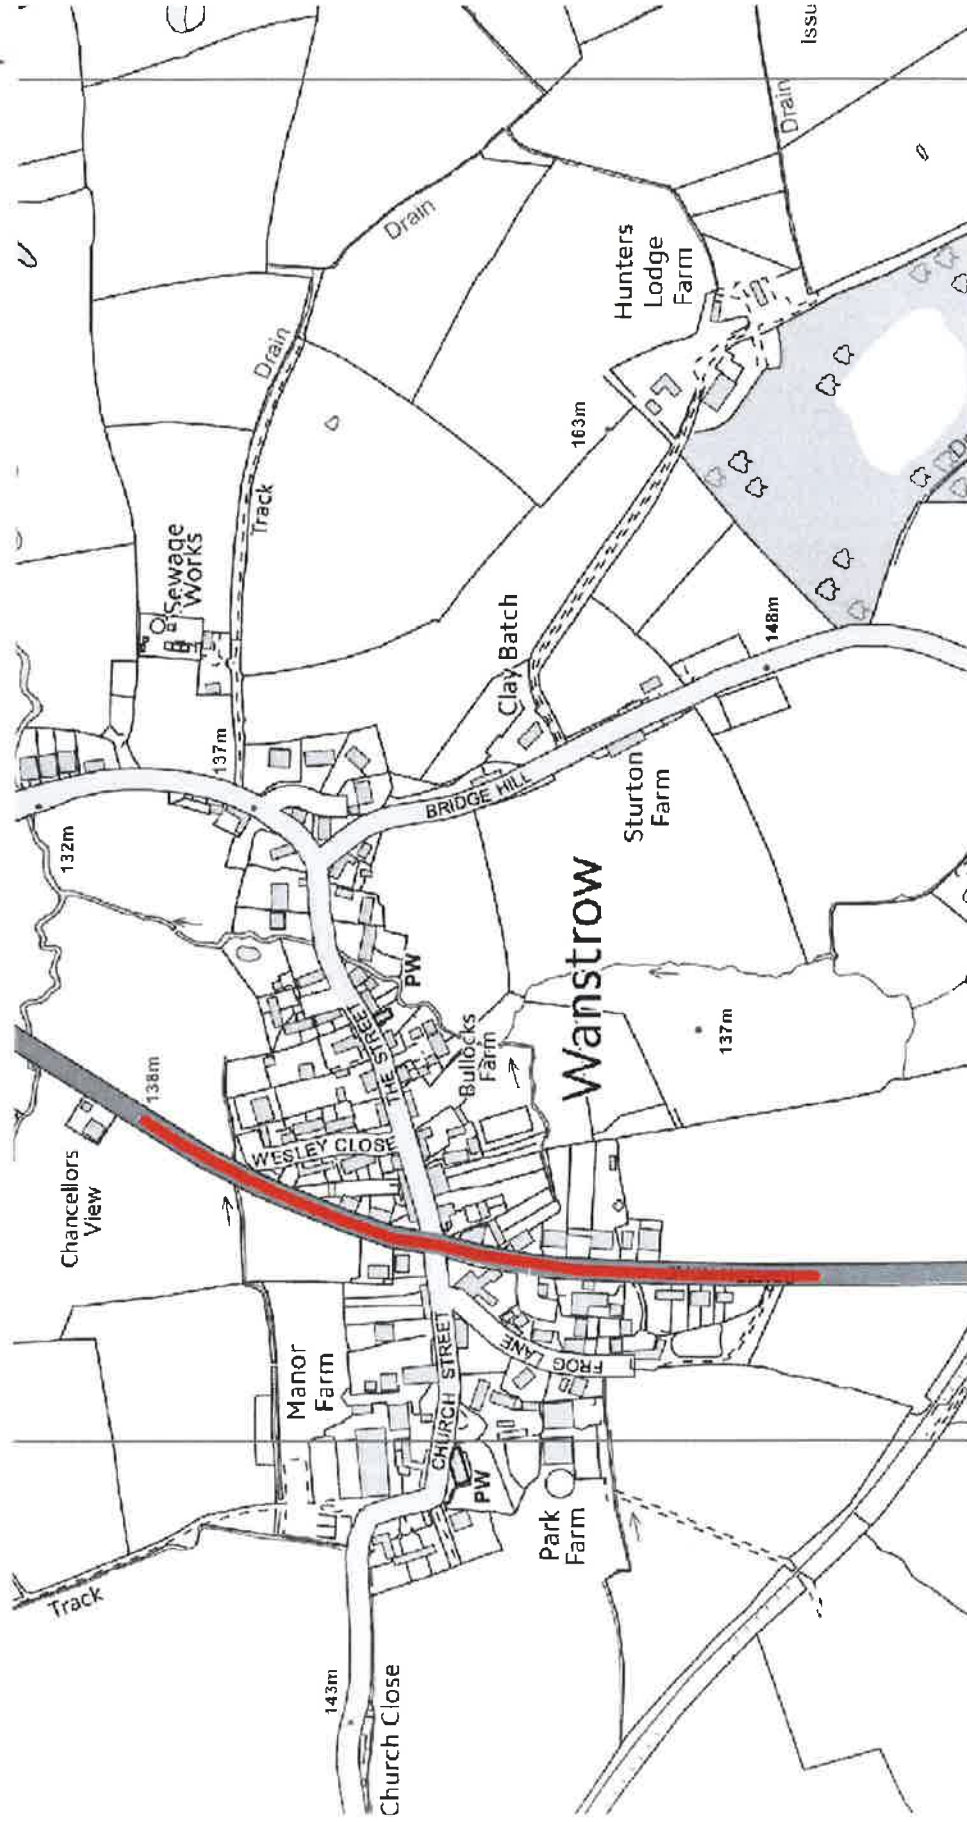 Track
Chancellors
View
132m
138m
Sewage
Works
137m
Manor
Farm
WESLEY CLOSE
Track
Drain
143m
Church Close
THE STREET
PW
Drain
CHURCH STREET
BRIDGE HILL
Bullocks
Farm
PW
Clay Batch
Park
Farm
FROG LANE
Wanstrow
163m
Hunters
Lodge
Farm
Sturton
Farm
137m
148m
Drain
Issu
Dr